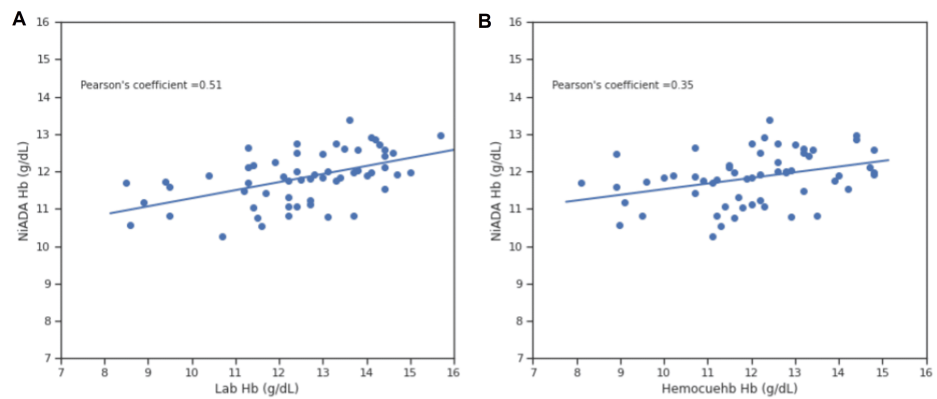 A
B
16
15
14
13
12
11
10
9
8
7
NiADA Hb (g/dL)
Pearson's coefficient =0.51
7 8 9 10 11 12 13 14 15 16
Lab Hb (g/dL)
16
15
14
13
12
11
10
9
8
7
NiADA Hb (g/dL)
Pearson's coefficient =0.35
7 8 9 10 11 12 13 14 15 16
Hemocuehb Hb (g/dL)